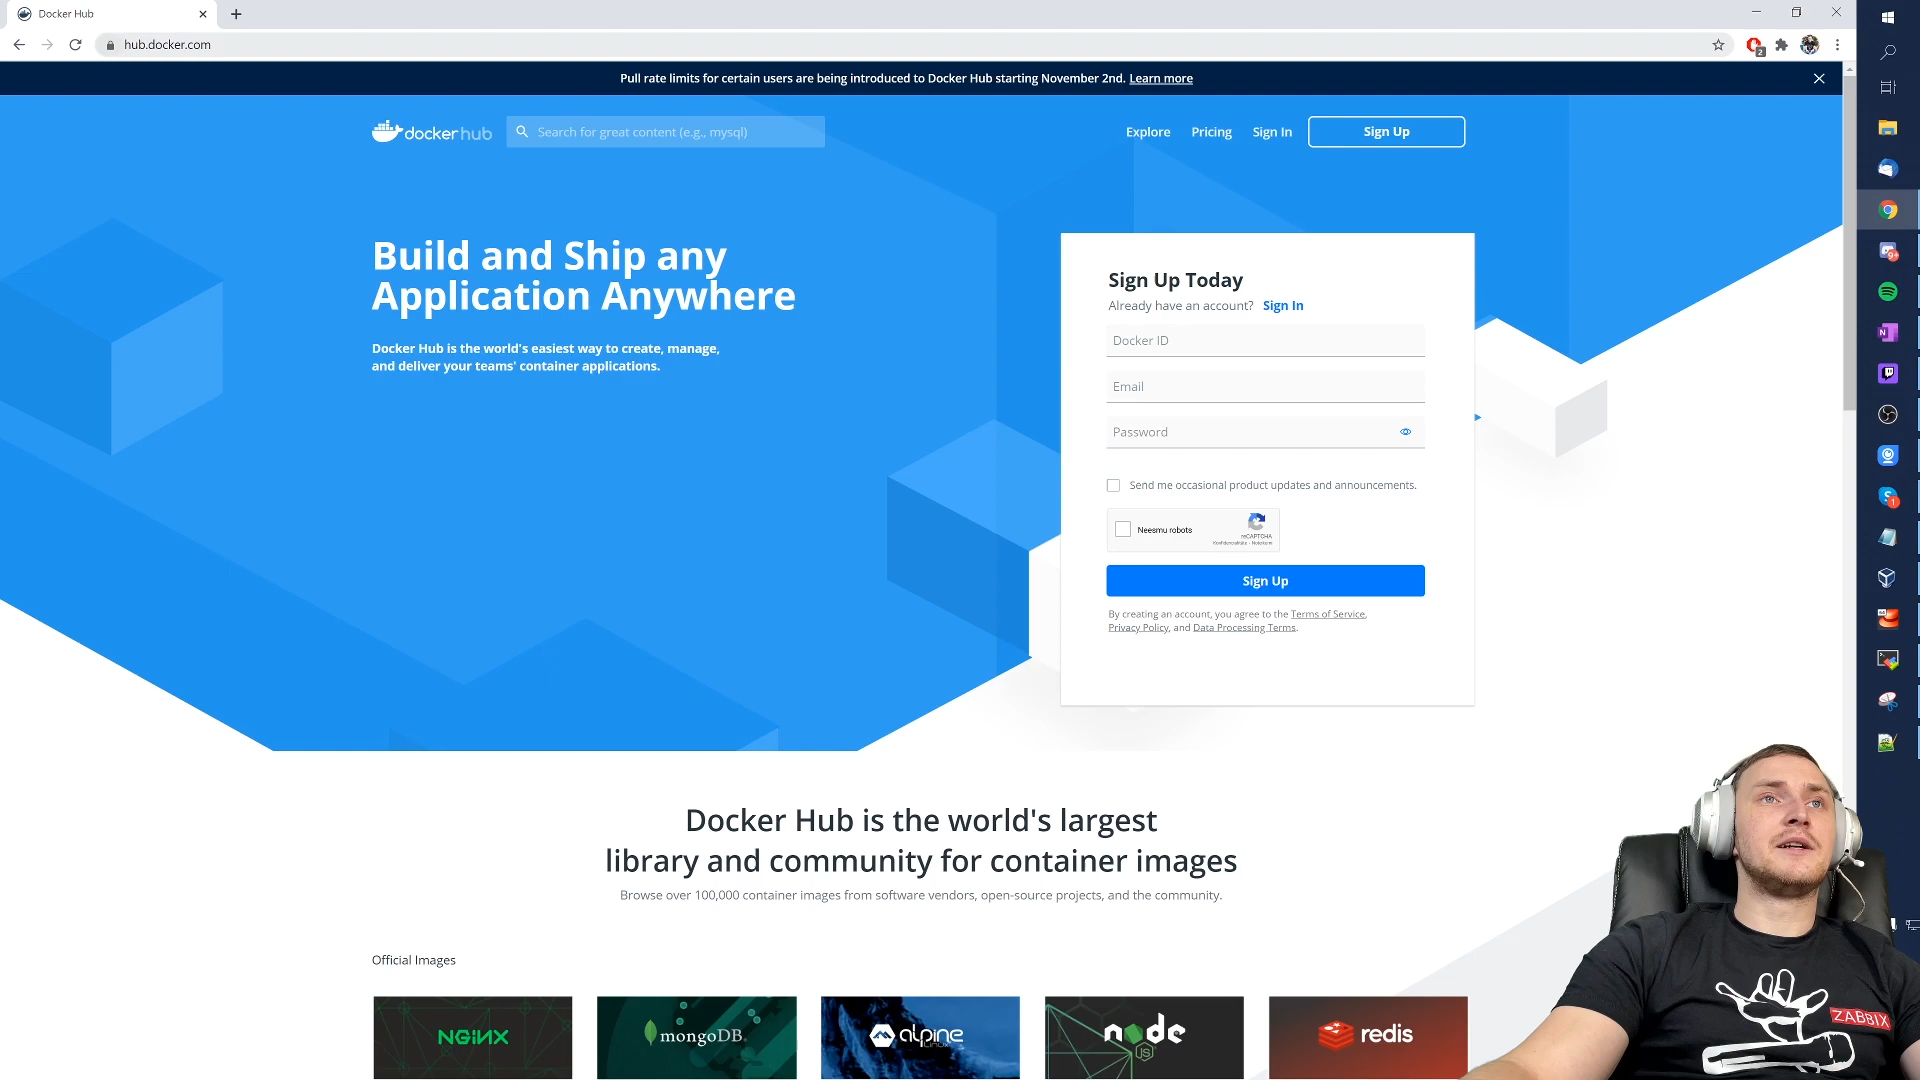 Docker Hub
hub.docker.com
2
Pull rate limits for certain users are being introduced to Docker Hub starting November 2nd. Learn more
docker hub
Search for great content (e.g., mysql)
Explore
Pricing
Sign In
Sign Up
Build and Ship any
Application Anywhere
Docker Hub is the world's easiest way to create, manage,
and deliver your teams' container applications.
Sign Up Today
Already have an account? Sign In
Docker ID
Email
Password
Send me occasional product updates and announcements.
Neesmu robots
reCAPTCHA
Konfidencialitāte - Noteikumi
Sign Up
By creating an account, you agree to the Terms of Service,
Privacy Policy, and Data Processing Terms.
9+
1
Docker Hub is the world's largest
library and community for container images
Browse over 100,000 container images from software vendors, open-source projects, and the community.
Official Images
NGINX
mongoDB.
alpine
Linux
node
JS
redis
ZABBIX